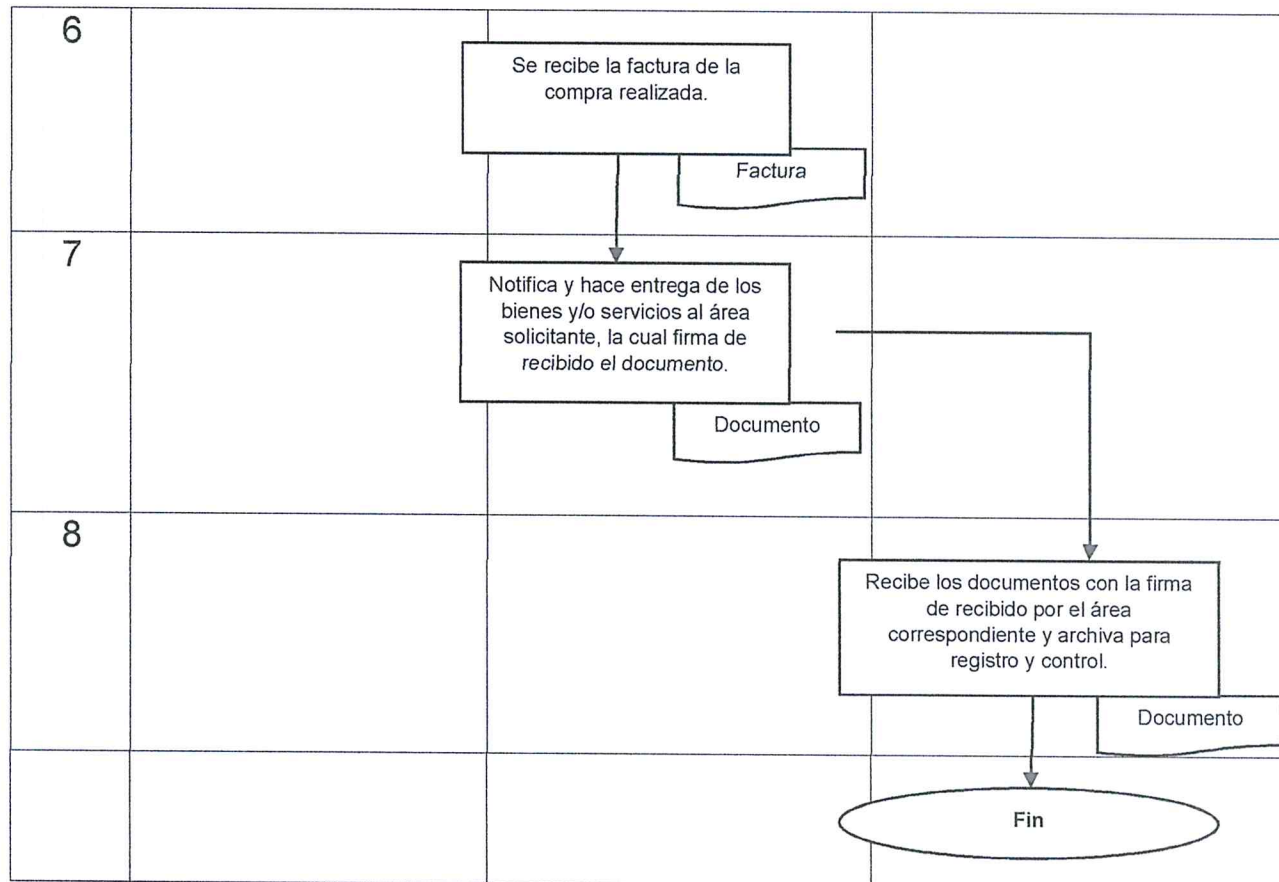 6
Se recibe la factura de la
compra realizada.
Factura
7
Notifica y hace entrega de los
bienes y/o servicios al área
solicitante, la cual firma de
recibido el documento.
Documento
8
Recibe los documentos con la firma
de recibido por el área
correspondiente y archiva para
registro y control.
Documento
Fin